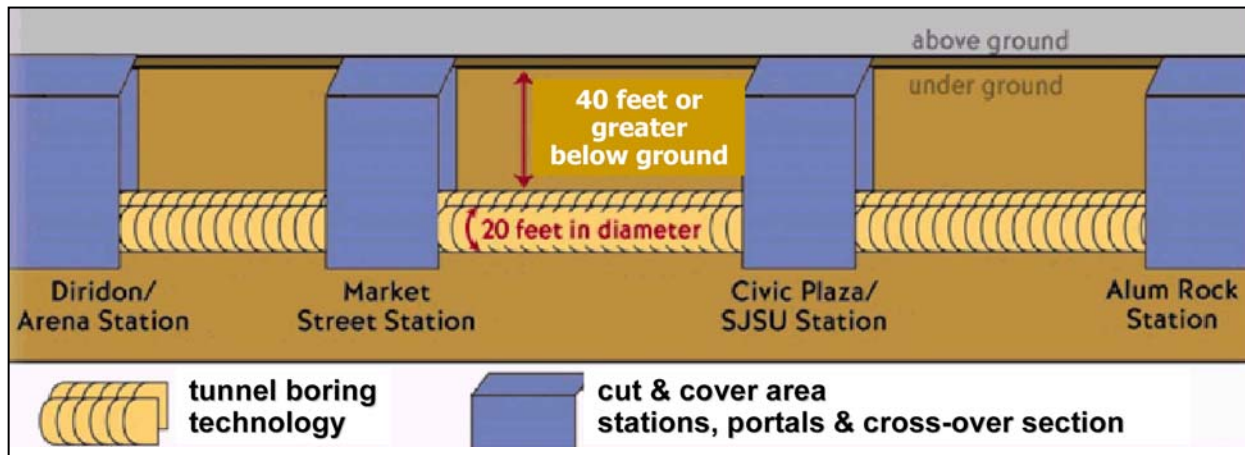 above ground
under ground
40 feet or
greater
below ground
20 feet in diameter
Diridon/
Arena Station
Market
Street Station
Civic Plaza/
SJSU Station
Alum Rock
Station
tunnel boring
technology
cut & cover area
stations, portals & cross-over section